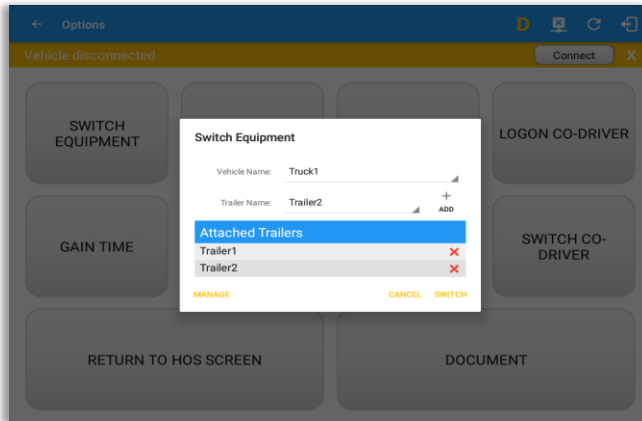 Options
D
Vehicle disconnected
Connect
X
SWITCH
EQUIPMENT
LOGON CO-DRIVER
Switch Equipment
Vehicle Name:
Truck1
Trailer Name:
Trailer2
+
ADD
Attached Trailers
Trailer1
Trailer2
MANAGE
CANCEL
SWITCH
GAIN TIME
SWITCH CO-
DRIVER
RETURN TO HOS SCREEN
DOCUMENT